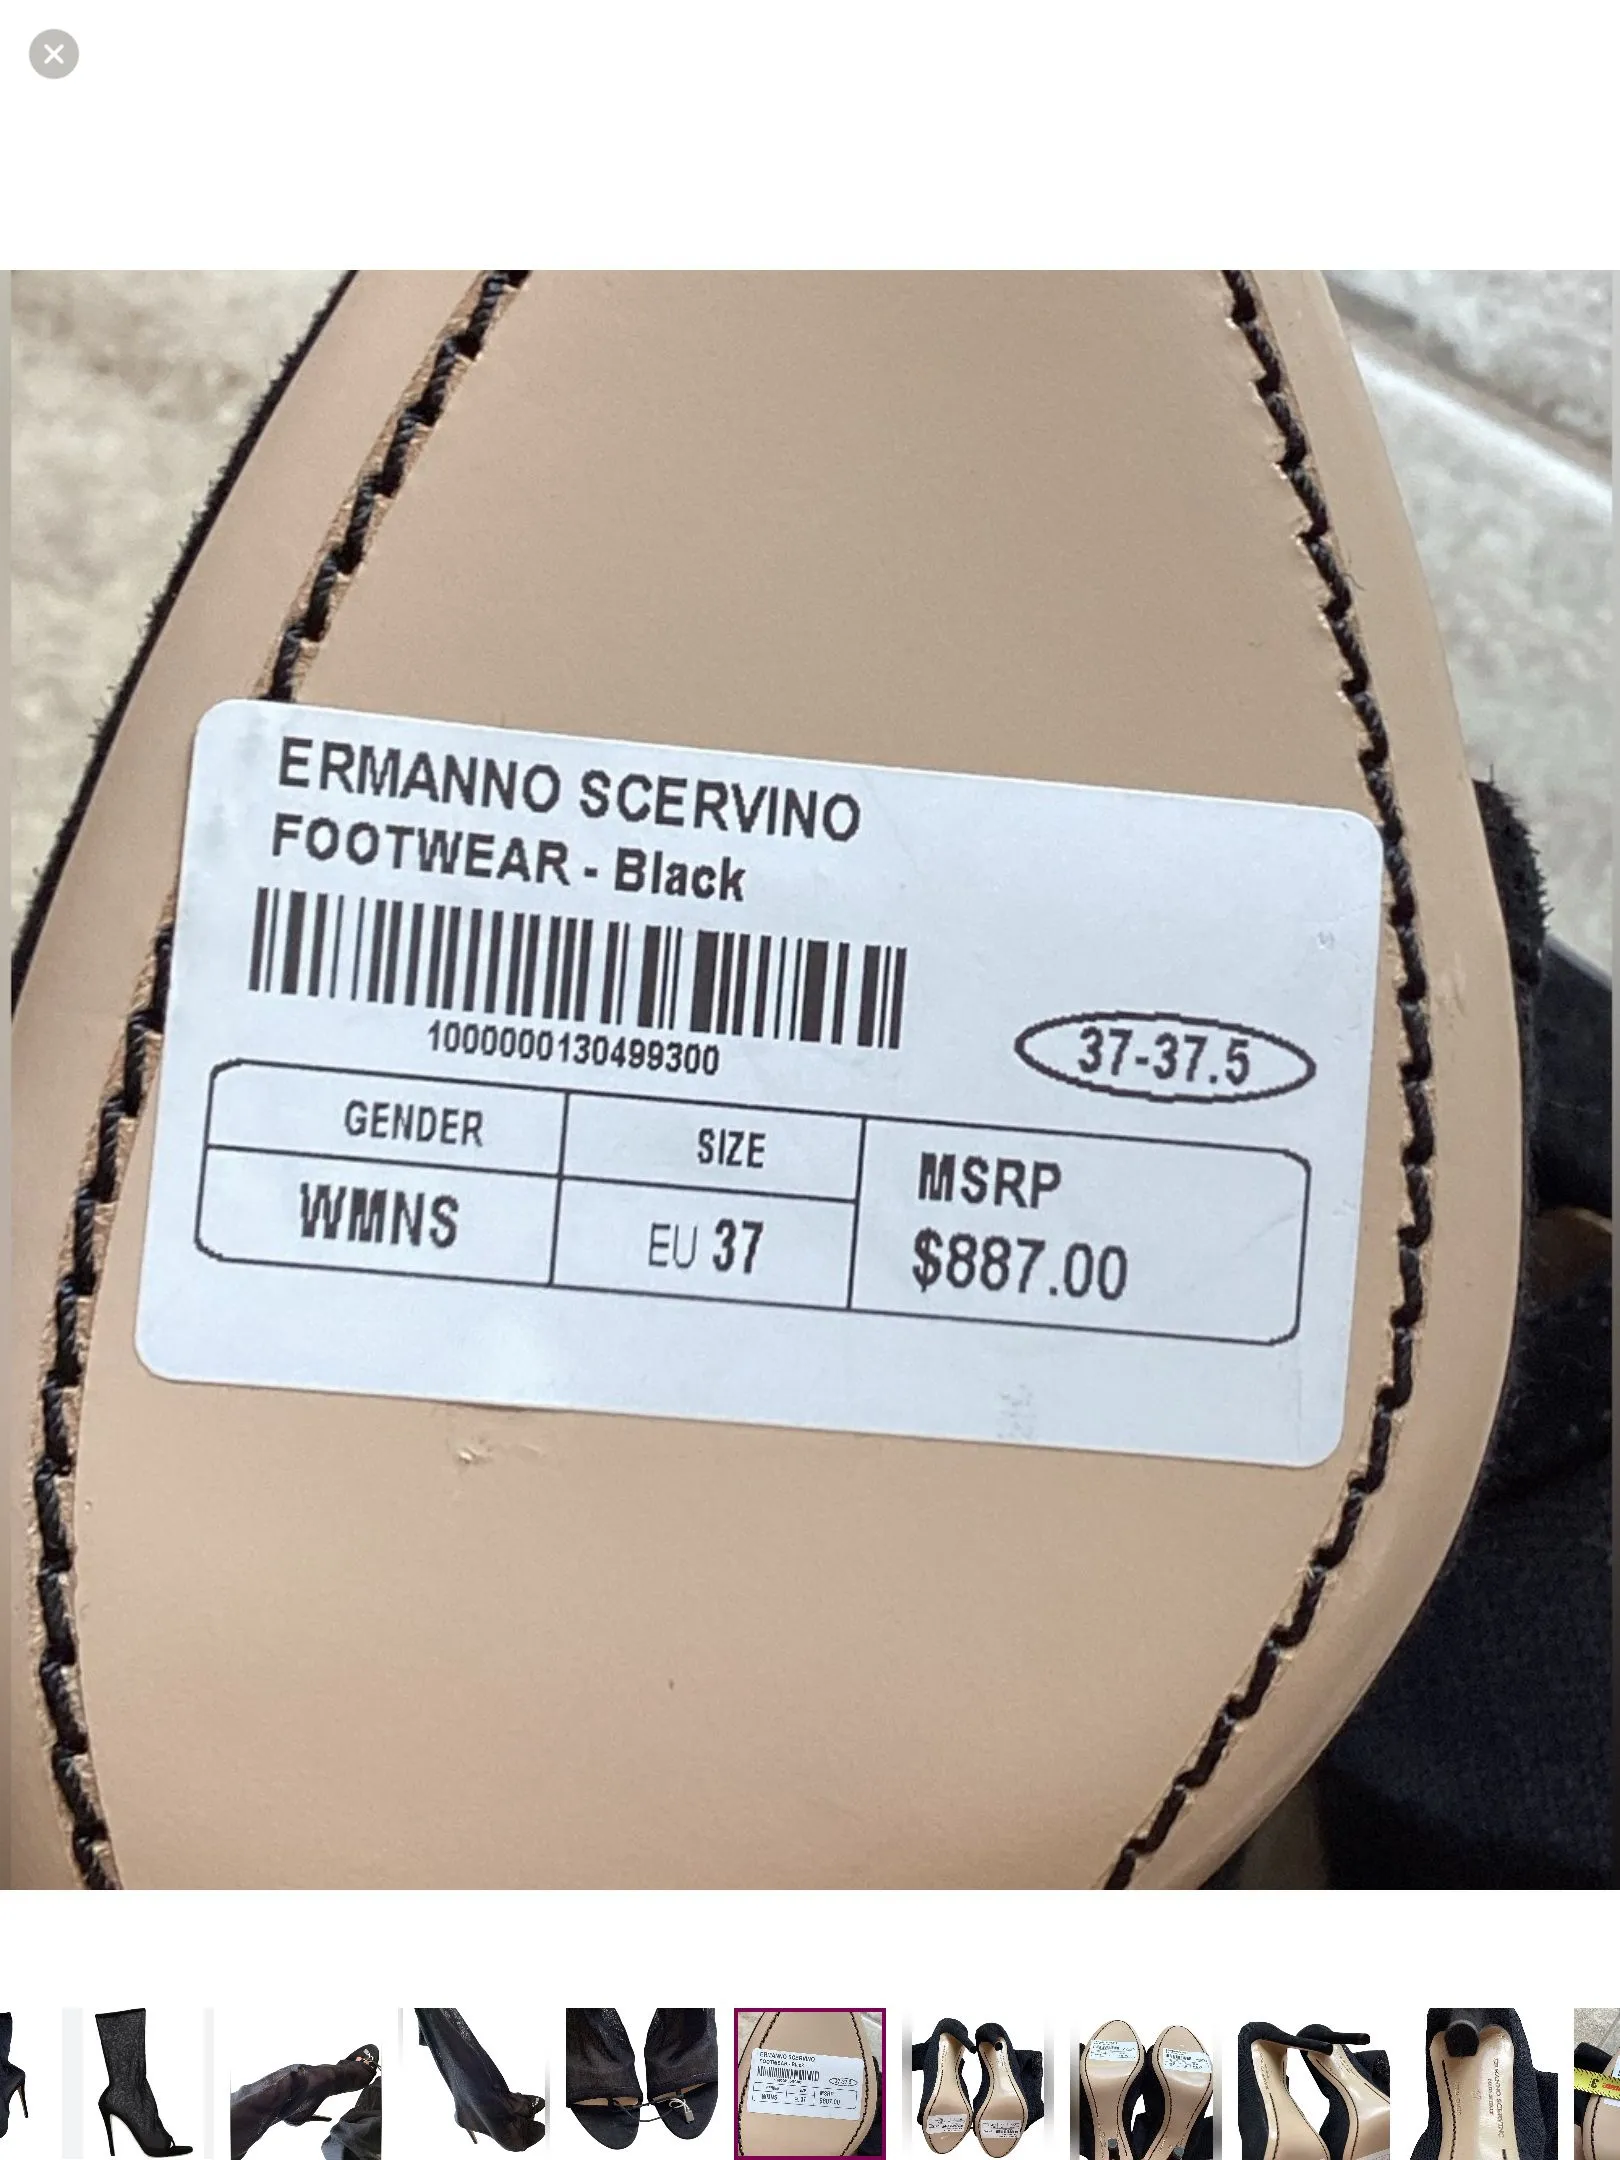 ERMANNO SCERVINO
FOOTWEAR - Black
1000000130499300
37-37.5
GENDER
SIZE
MSRP
WMNS
EU 37
$887.00